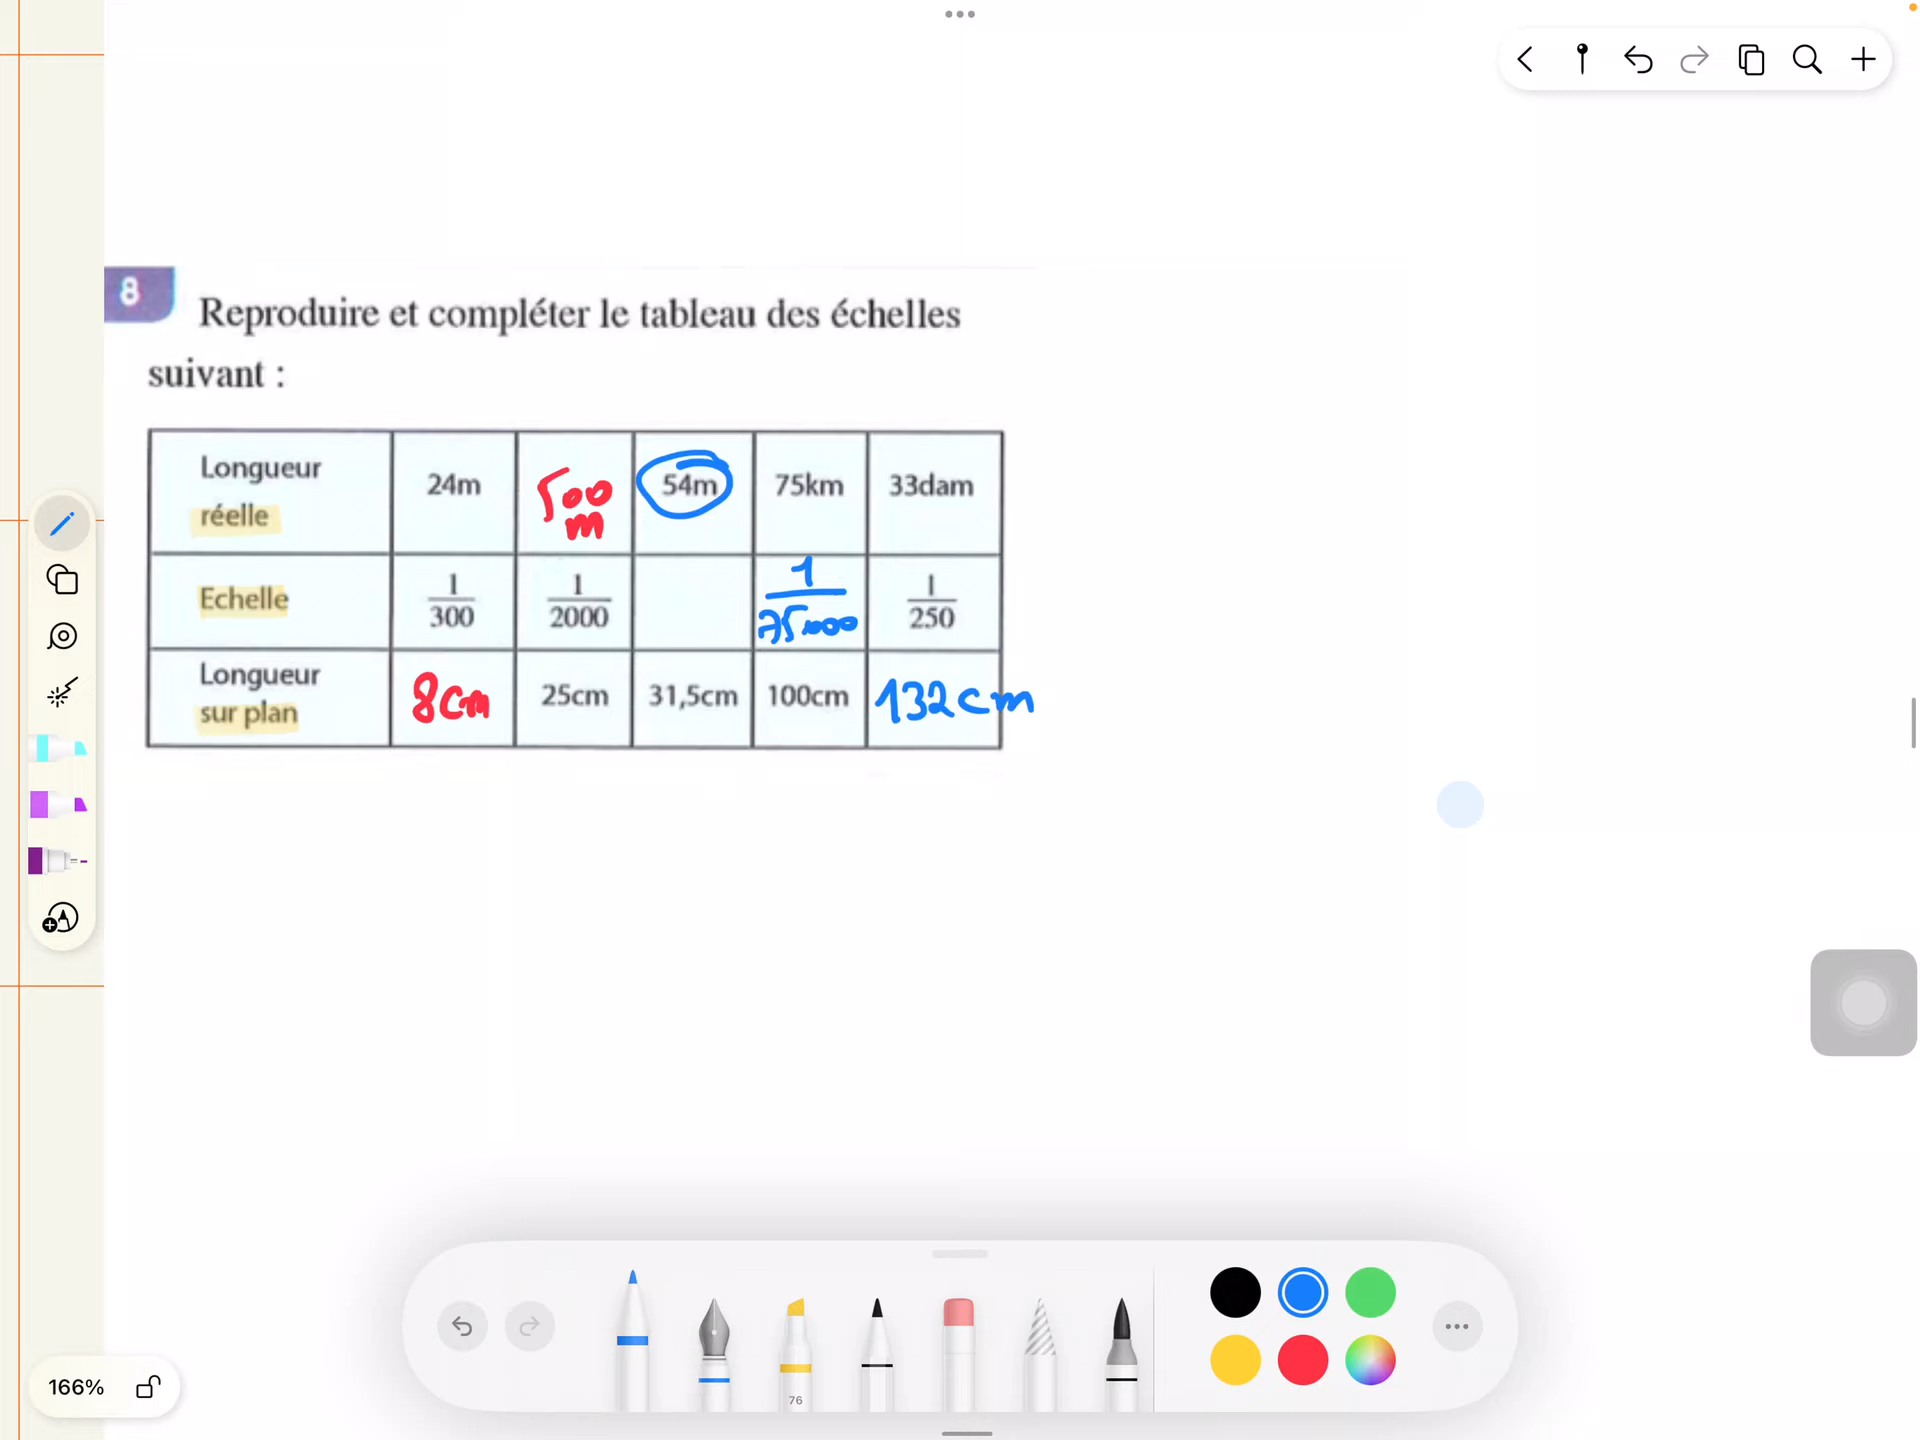 8
Reproduire et compléter le tableau des échelles
suivant :
Longueur réelle 24m 500 m 54m 75km 33dam
Echelle 1/300 1/2000 1/75000 1/250
Longueur sur plan 8cm 25cm 31,5cm 100cm 132cm
76
166%